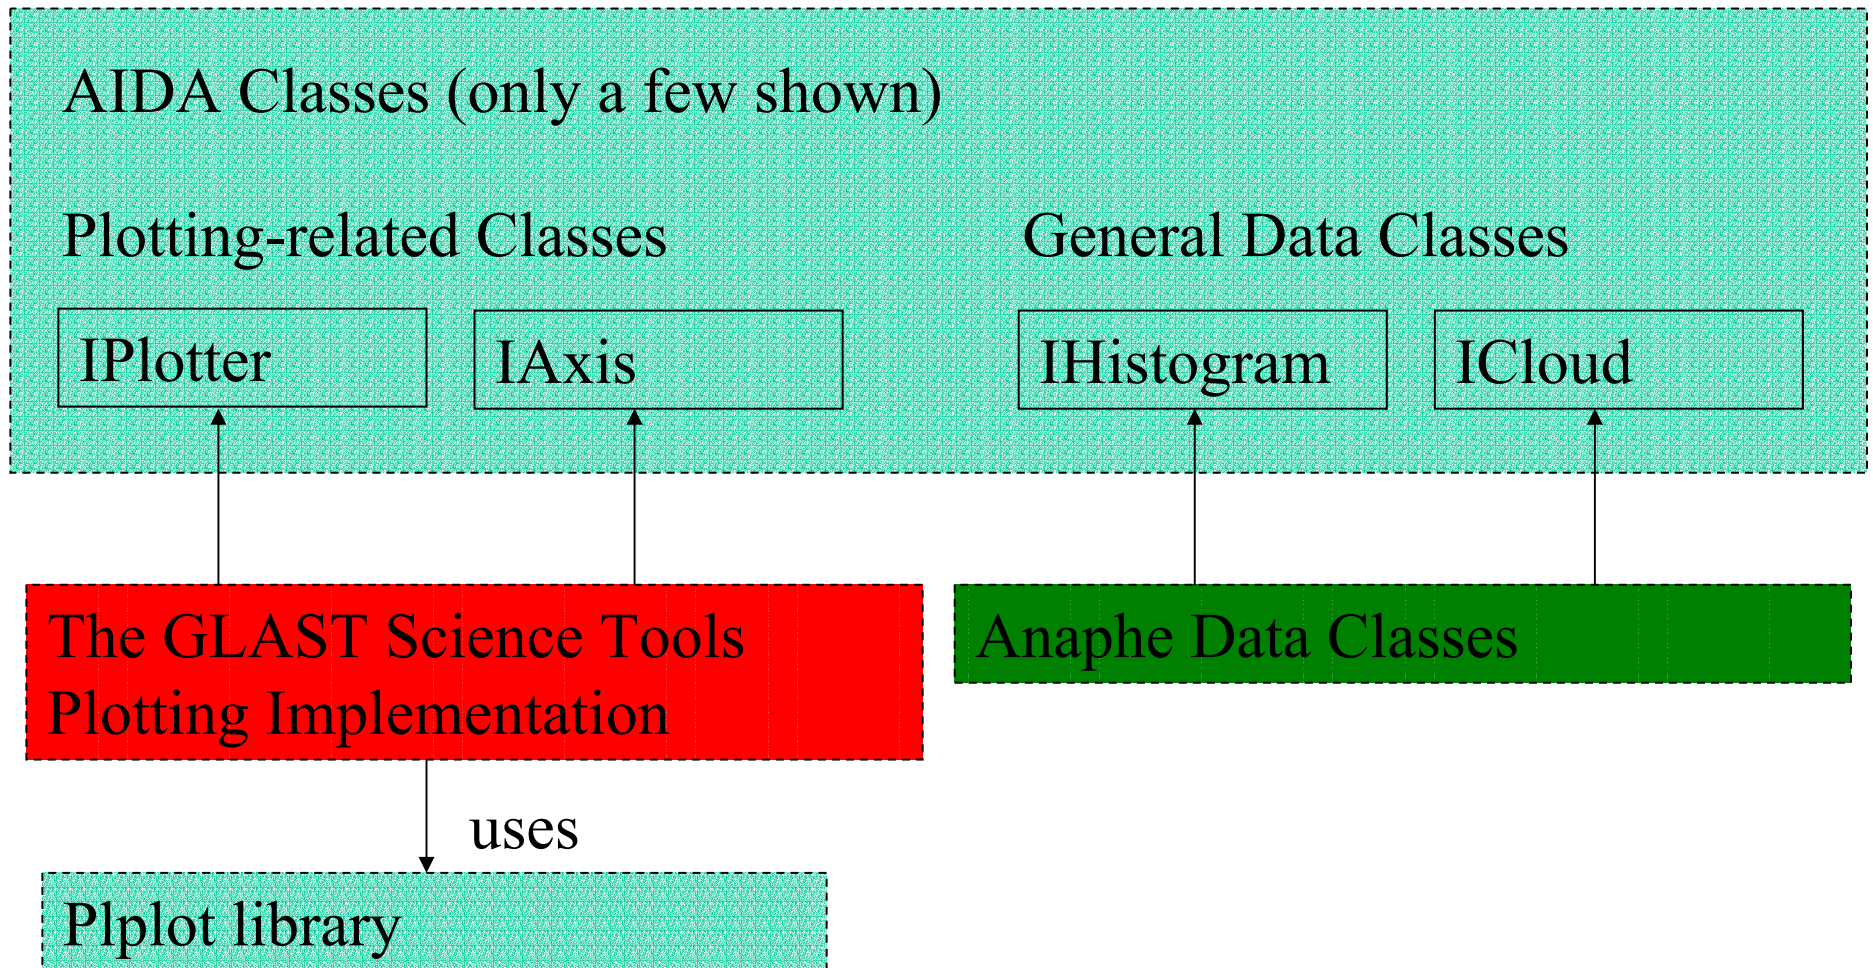 AIDA Classes (only a few shown)
Plotting-related Classes
General Data Classes
IPlotter
IAxis
IHistogram
ICloud
The GLAST Science Tools
Plotting Implementation
Anaphe Data Classes
uses
Plplot library